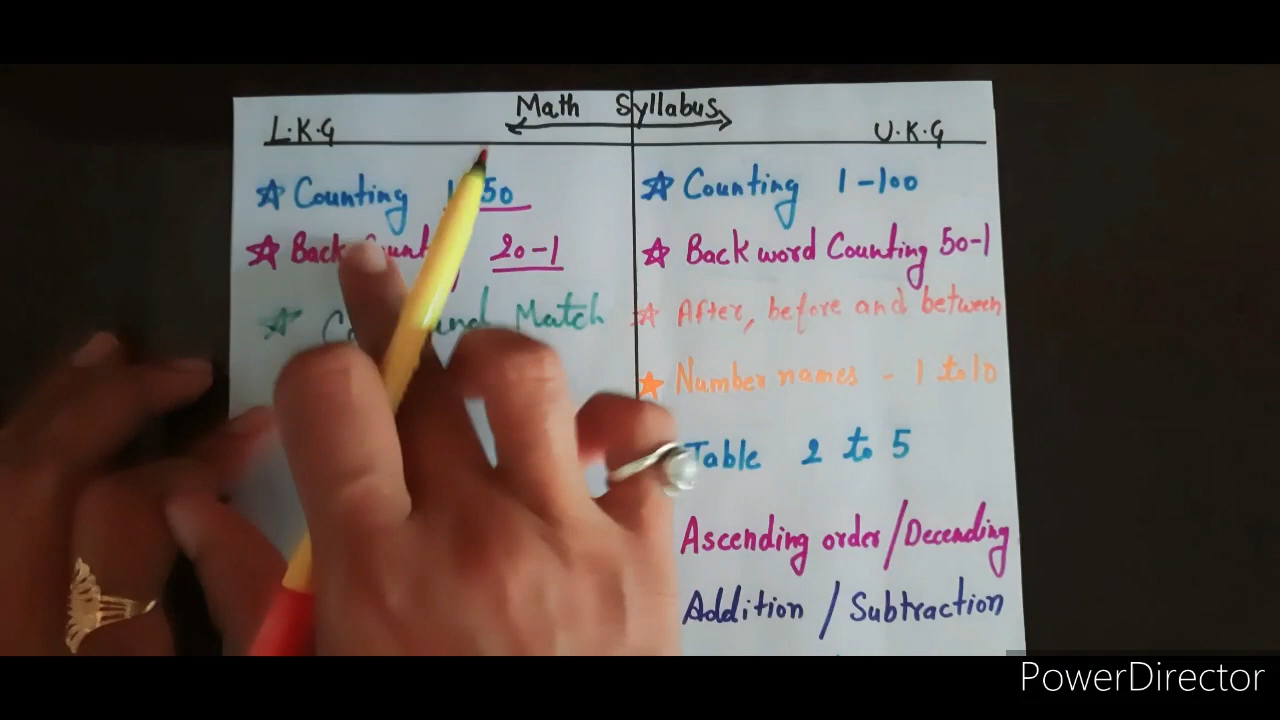 Math Syllabus
L.K.G
Counting 50
20-1
Match
U.K.G
Counting 1-100
Back word Counting 50-1
After, before and between
Number names - 1 to 10
Table 2 to 5
Ascending order/Decending
Addition / Subtraction
PowerDirector